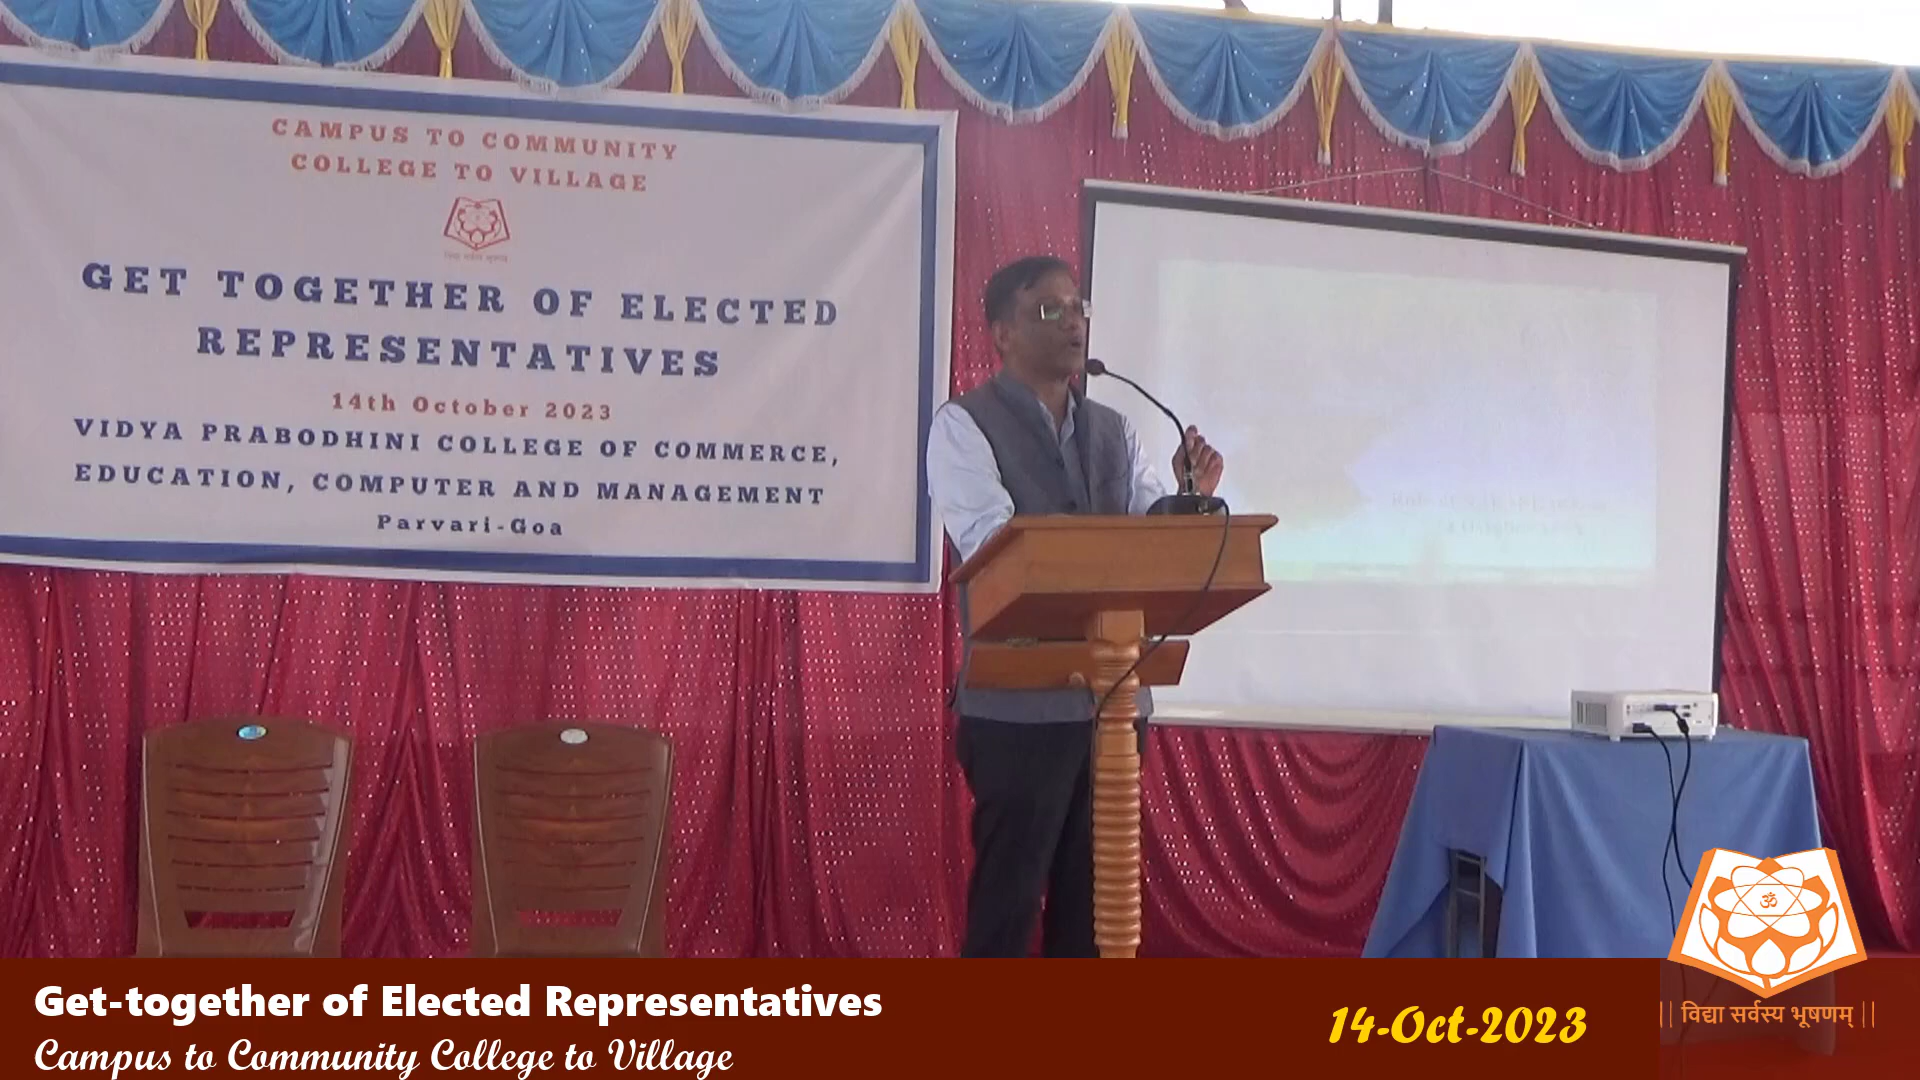 CAMPUS TO COMMUNITY
COLLEGE TO VILLAGE
GET TOGETHER OF ELECTED
REPRESENTATIVES
14th October 2023
VIDYA PRABODHINI COLLEGE OF COMMERCE,
EDUCATION, COMPUTER AND MANAGEMENT
Parvari-Goa
ॐ
Get-together of Elected Representatives
Campus to Community College to Village
14-Oct-2023
|| विद्या सर्वस्य भूषणम् ||